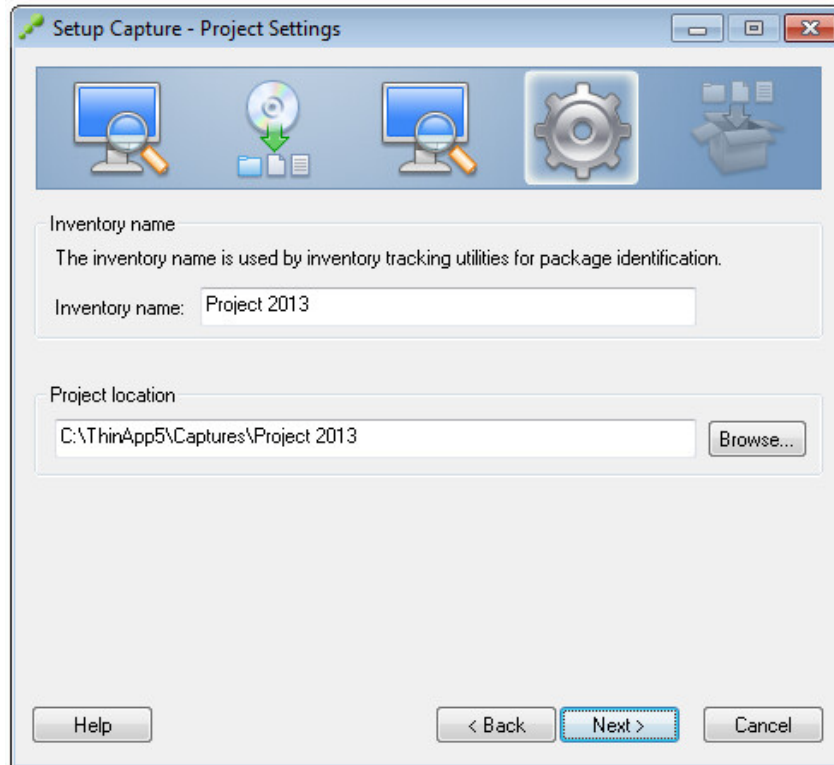 Setup Capture - Project Settings
Inventory name
The inventory name is used by inventory tracking utilities for package identification.
Inventory name: Project 2013
Project location
C:\ThinApp5\Captures\Project 2013 Browse...
Help < Back Next > Cancel